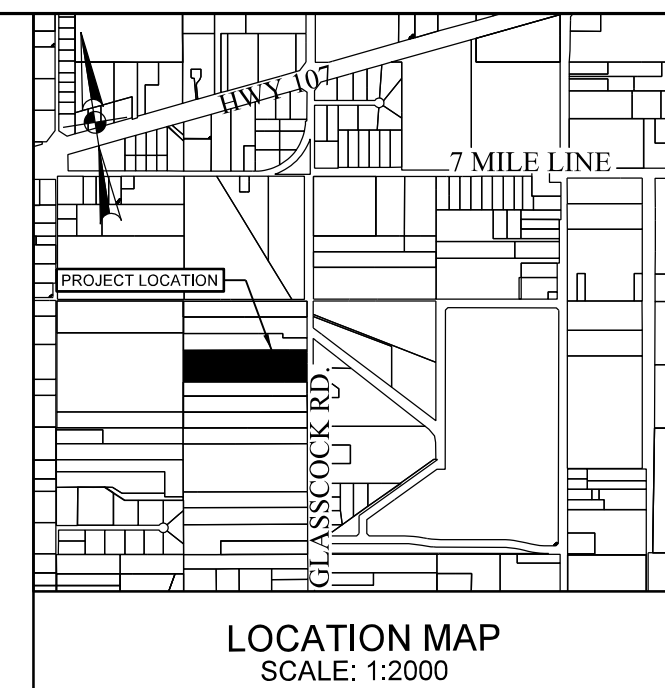 HWY 107
7 MILE LINE
PROJECT LOCATION
GLASSCOCK RD.
LOCATION MAP
SCALE: 1:2000